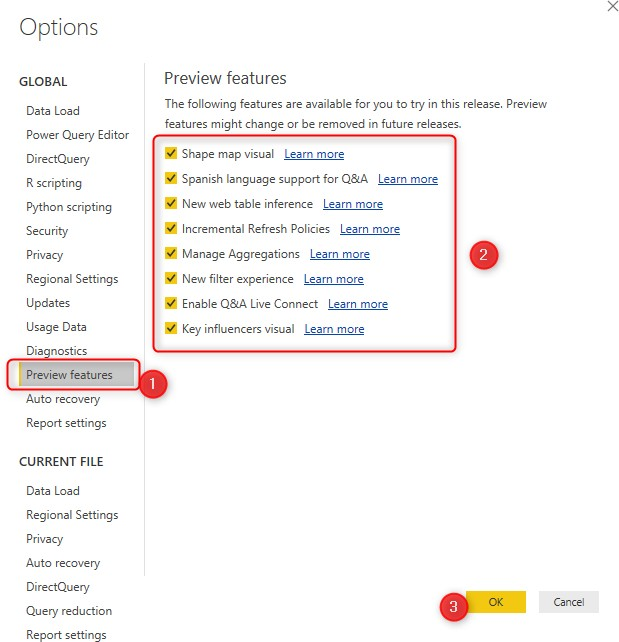 Options
GLOBAL
Data Load
Power Query Editor
DirectQuery
R scripting
Python scripting
Security
Privacy
Regional Settings
Updates
Usage Data
Diagnostics
Preview features
1
Auto recovery
Report settings
CURRENT FILE
Data Load
Regional Settings
Privacy
Auto recovery
DirectQuery
Query reduction
Report settings
Preview features
The following features are available for you to try in this release. Preview
features might change or be removed in future releases.
Shape map visual Learn more
Spanish language support for Q&A Learn more
New web table inference Learn more
Incremental Refresh Policies Learn more
Manage Aggregations Learn more
New filter experience Learn more
Enable Q&A Live Connect Learn more
Key influencers visual Learn more
2
3 OK Cancel